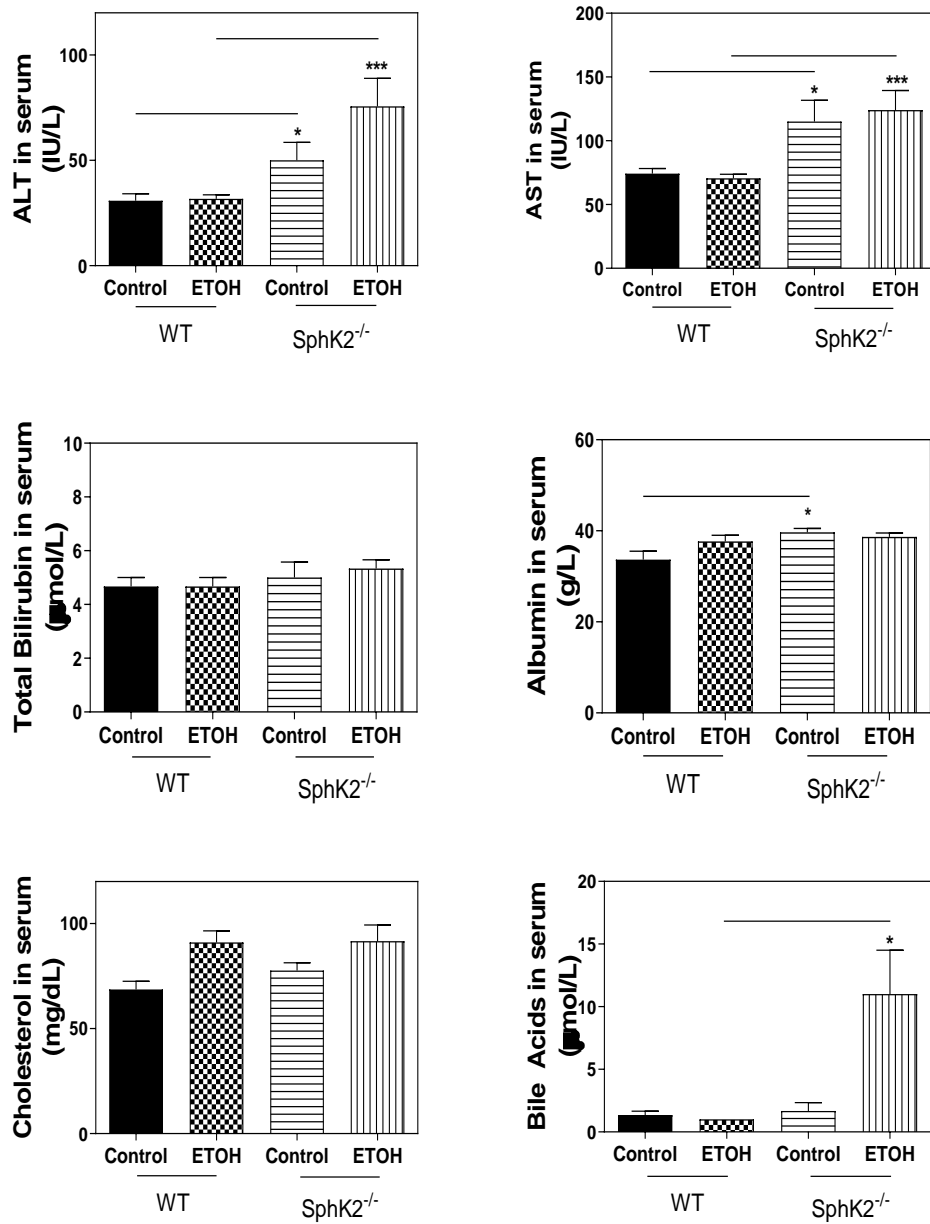 ALT in serum
(IU/L)
100
50
0
*
***
Control ETOH Control ETOH
WT SphK2-/-
AST in serum
(IU/L)
200
150
100
50
0
*
***
Control ETOH Control ETOH
WT SphK2-/-
Total Bilirubin in serum
mol/L)
10
8
6
4
2
0
Control ETOH Control ETOH
WT SphK2-/-
Albumin in serum
(g/L)
60
40
20
0
*
Control ETOH Control ETOH
WT SphK2-/-
Cholesterol in serum
(mg/dL)
100
50
0
Control ETOH Control ETOH
WT SphK2-/-
Bile Acids in serum
mol/L)
20
15
10
5
0
*
Control ETOH Control ETOH
WT SphK2-/-